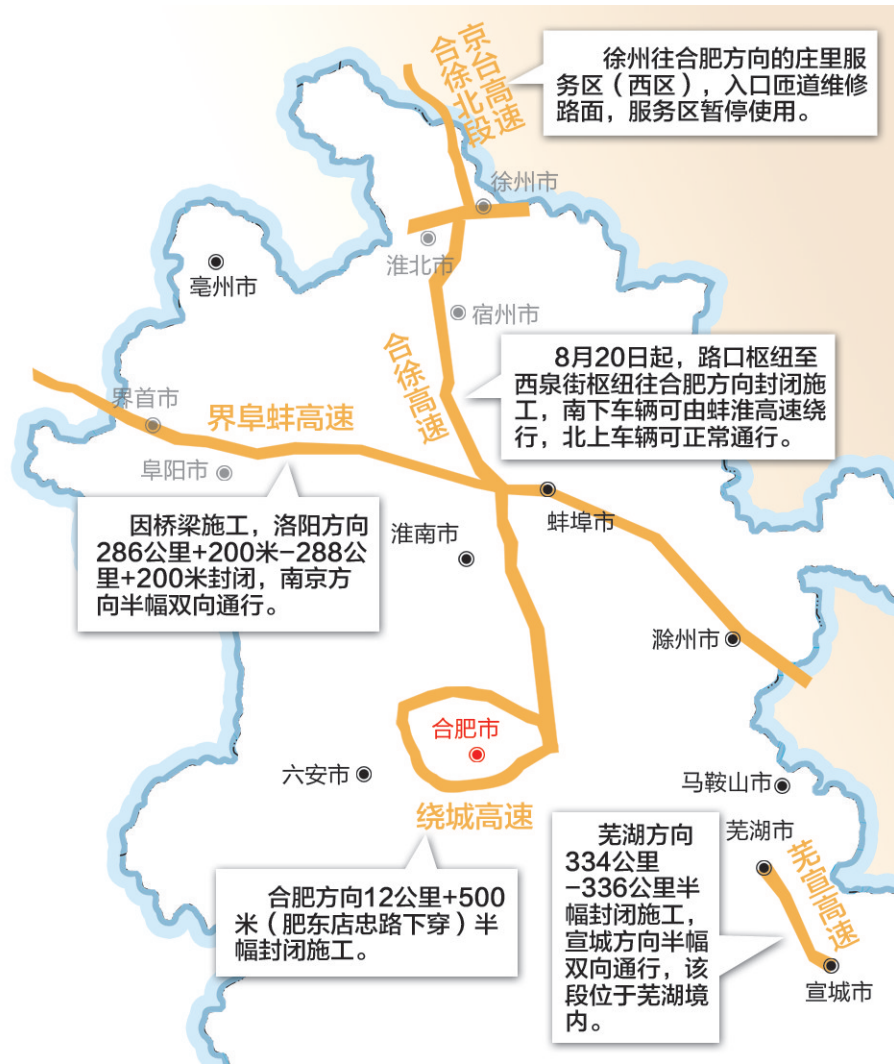 京台高速
合徐北段
徐州往合肥方向的庄里服
务区（西区），入口匝道维修
路面，服务区暂停使用。
徐州市
淮北市
亳州市
宿州市
合徐高速
8月20日起，路口枢纽至
西泉街枢纽往合肥方向封闭施
工，南下车辆可由蚌淮高速绕
行，北上车辆可正常通行。
界首市
界阜蚌高速
阜阳市
因桥梁施工，洛阳方向
286公里+200米-288公
里+200米封闭，南京方
向半幅双向通行。
淮南市
蚌埠市
滁州市
合肥市
六安市
绕城高速
马鞍山市
芜湖市
芜宣高速
宣城市
合肥方向12公里+500
米（肥东店忠路下穿）半
幅封闭施工。
芜湖方向
334公里
-336公里半
幅封闭施工，
宣城方向半幅
双向通行，该
段位于芜湖境
内。